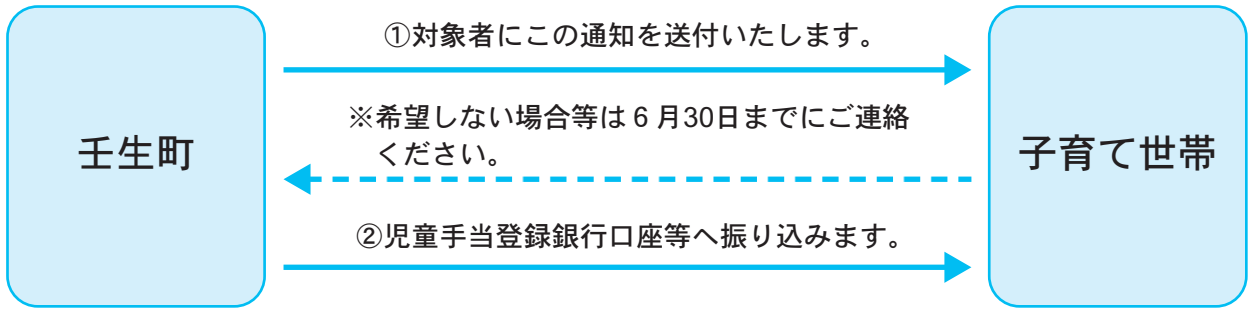 壬生町
①対象者にこの通知を送付いたします。
※希望しない場合等は6月30日までにご連絡
ください。
②児童手当登録銀行口座等へ振り込みます。
子育て世帯